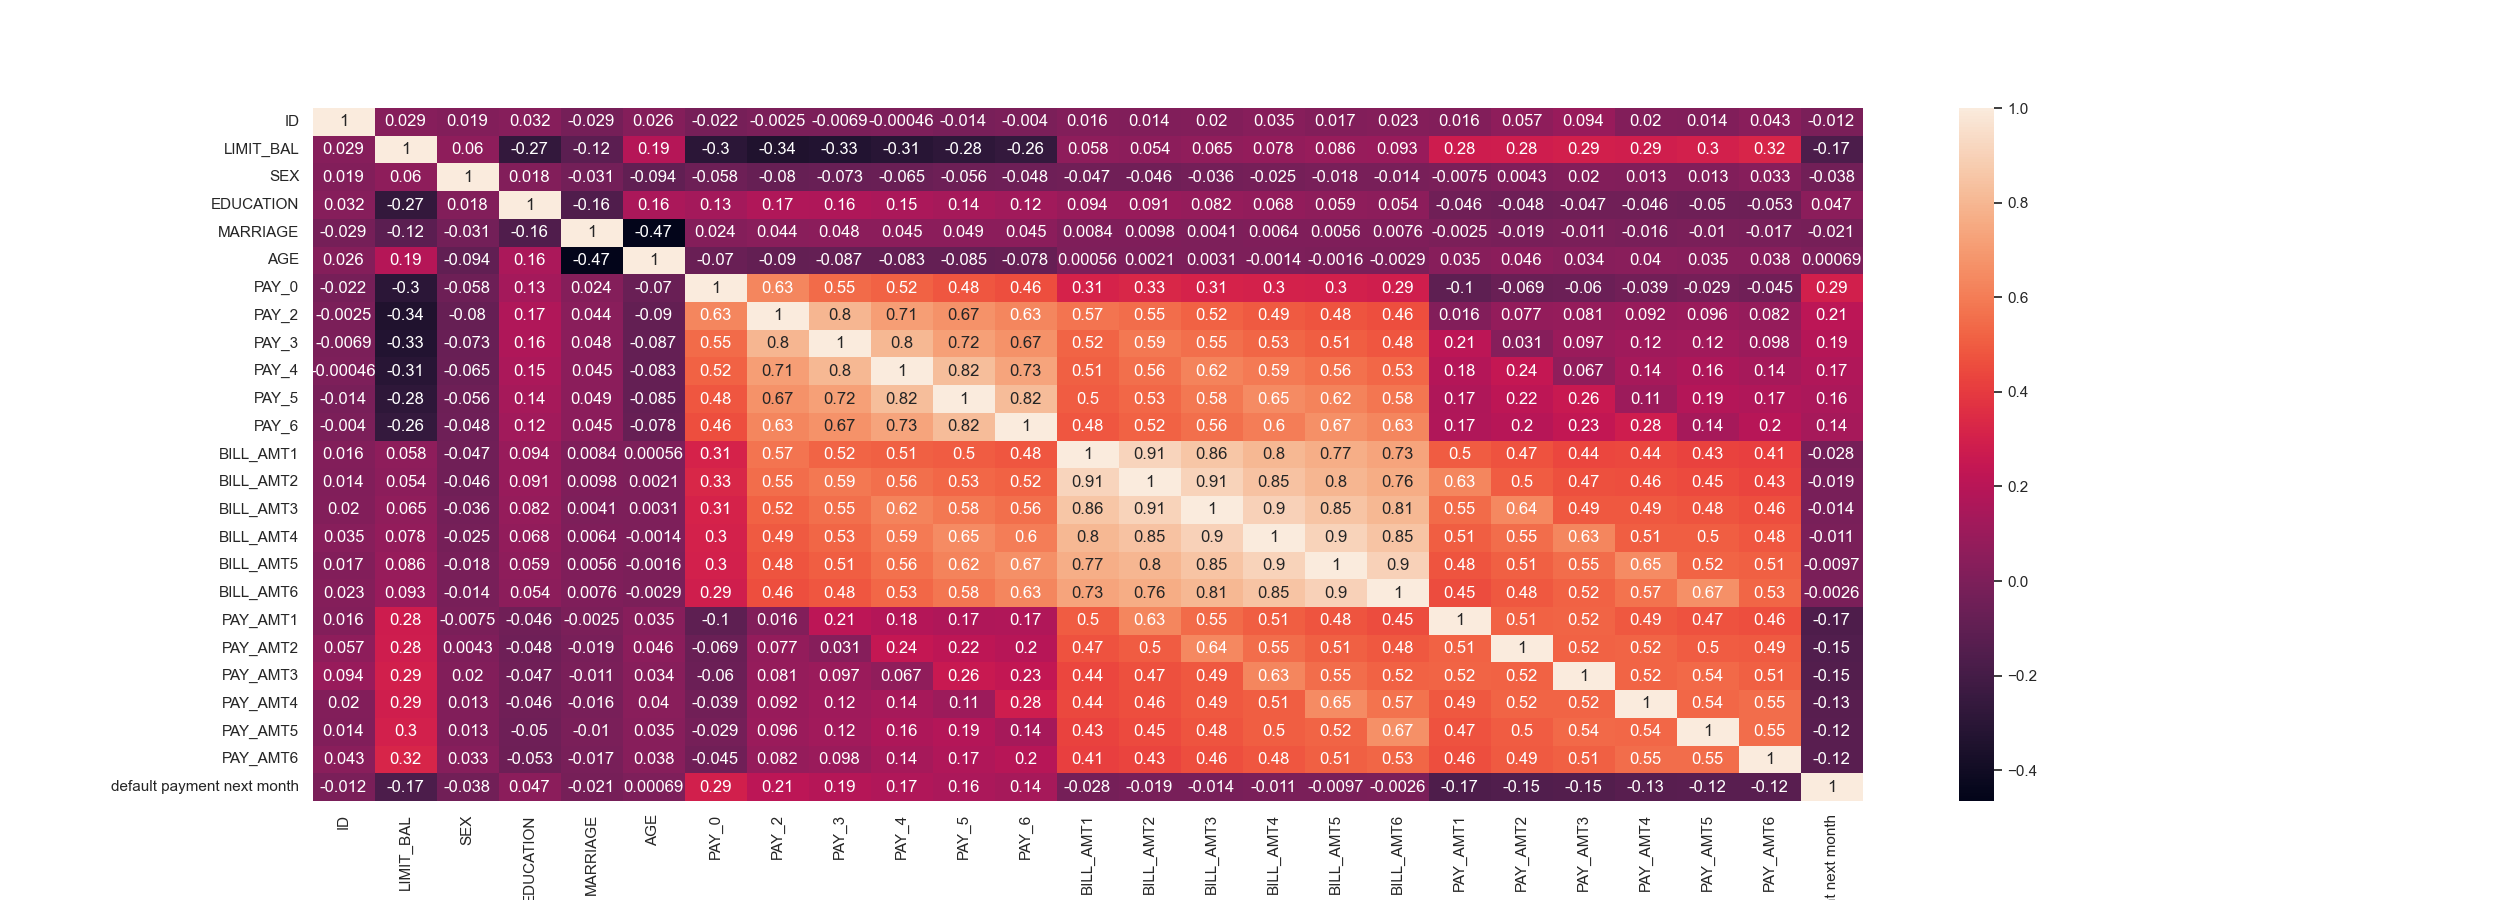 ID 1 0.029 0.019 0.032 -0.029 0.026 -0.022 -0.0025 -0.0069 -0.00046 -0.014 -0.004 0.016 0.014 0.02 0.035 0.017 0.023 0.016 0.057 0.094 0.02 0.014 0.043 -0.012 1.0
LIMIT_BAL 0.029 1 0.06 -0.27 -0.12 0.19 -0.3 -0.34 -0.33 -0.31 -0.28 -0.26 0.058 0.054 0.065 0.078 0.086 0.093 0.28 0.28 0.29 0.29 0.3 0.32 -0.17
SEX 0.019 0.06 1 0.018 -0.031 -0.094 -0.058 -0.08 -0.073 -0.065 -0.056 -0.048 -0.047 -0.046 -0.036 -0.025 -0.018 -0.014 -0.0075 0.0043 0.02 0.013 0.013 0.033 -0.038
EDUCATION 0.032 -0.27 0.018 1 -0.16 0.16 0.13 0.17 0.16 0.15 0.14 0.12 0.094 0.091 0.082 0.068 0.059 0.054 -0.046 -0.048 -0.047 -0.046 -0.05 -0.053 0.047 0.8
MARRIAGE -0.029 -0.12 -0.031 -0.16 1 -0.47 0.024 0.044 0.048 0.045 0.049 0.045 0.0084 0.0098 0.0041 0.0064 0.0056 0.0076 -0.0025 -0.019 -0.011 -0.016 -0.01 -0.017 -0.021
AGE 0.026 0.19 -0.094 0.16 -0.47 1 -0.07 -0.09 -0.087 -0.083 -0.085 -0.078 0.00056 0.0021 0.0031 -0.0014 -0.0016 -0.0029 0.035 0.046 0.034 0.04 0.035 0.038 0.00069
PAY_0 -0.022 -0.3 -0.058 0.13 0.024 -0.07 1 0.63 0.55 0.52 0.48 0.46 0.31 0.33 0.31 0.3 0.3 0.29 -0.1 -0.069 -0.06 -0.039 -0.029 -0.045 0.29 0.6
PAY_2 -0.0025 -0.34 -0.08 0.17 0.044 -0.09 0.63 1 0.8 0.71 0.67 0.63 0.57 0.55 0.52 0.49 0.48 0.46 0.016 0.077 0.081 0.092 0.096 0.082 0.21
PAY_3 -0.0069 -0.33 -0.073 0.16 0.048 -0.087 0.55 0.8 1 0.8 0.72 0.67 0.52 0.59 0.55 0.53 0.51 0.48 0.21 0.031 0.097 0.12 0.12 0.098 0.19
PAY_4 -0.00046 -0.31 -0.065 0.15 0.045 -0.083 0.52 0.71 0.8 1 0.82 0.73 0.51 0.56 0.62 0.59 0.56 0.53 0.18 0.24 0.067 0.14 0.16 0.14 0.17
PAY_5 -0.014 -0.28 -0.056 0.14 0.049 -0.085 0.48 0.67 0.72 0.82 1 0.82 0.5 0.53 0.58 0.65 0.62 0.58 0.17 0.22 0.26 0.11 0.19 0.17 0.16 0.4
PAY_6 -0.004 -0.26 -0.048 0.12 0.045 -0.078 0.46 0.63 0.67 0.73 0.82 1 0.48 0.52 0.56 0.6 0.67 0.63 0.17 0.2 0.23 0.28 0.14 0.2 0.14
BILL_AMT1 0.016 0.058 -0.047 0.094 0.0084 0.00056 0.31 0.57 0.52 0.51 0.5 0.48 1 0.91 0.86 0.8 0.77 0.73 0.5 0.47 0.44 0.44 0.43 0.41 -0.028
BILL_AMT2 0.014 0.054 -0.046 0.091 0.0098 0.0021 0.33 0.55 0.59 0.56 0.53 0.52 0.91 1 0.91 0.85 0.8 0.76 0.63 0.5 0.47 0.46 0.45 0.43 -0.019 0.2
BILL_AMT3 0.02 0.065 -0.036 0.082 0.0041 0.0031 0.31 0.52 0.55 0.62 0.58 0.56 0.86 0.91 1 0.9 0.85 0.81 0.55 0.64 0.49 0.49 0.48 0.46 -0.014
BILL_AMT4 0.035 0.078 -0.025 0.068 0.0064 -0.0014 0.3 0.49 0.53 0.59 0.65 0.6 0.8 0.85 0.9 1 0.9 0.85 0.51 0.55 0.63 0.51 0.5 0.48 -0.011
BILL_AMT5 0.017 0.086 -0.018 0.059 0.0056 -0.0016 0.3 0.48 0.51 0.56 0.62 0.67 0.77 0.8 0.85 0.9 1 0.9 0.48 0.51 0.55 0.65 0.52 0.51 -0.0097 0.0
BILL_AMT6 0.023 0.093 -0.014 0.054 0.0076 -0.0029 0.29 0.46 0.48 0.53 0.58 0.63 0.73 0.76 0.81 0.85 0.9 1 0.45 0.48 0.52 0.57 0.67 0.53 -0.0026
PAY_AMT1 0.016 0.28 -0.0075 -0.046 -0.0025 0.035 -0.1 0.016 0.21 0.18 0.17 0.17 0.5 0.63 0.55 0.51 0.48 0.45 1 0.51 0.52 0.49 0.47 0.46 -0.17
PAY_AMT2 0.057 0.28 0.0043 -0.048 -0.019 0.046 -0.069 0.077 0.031 0.24 0.22 0.2 0.47 0.5 0.64 0.55 0.51 0.48 0.51 1 0.52 0.52 0.5 0.49 -0.15
PAY_AMT3 0.094 0.29 0.02 -0.047 -0.011 0.034 -0.06 0.081 0.097 0.067 0.26 0.23 0.44 0.47 0.49 0.63 0.55 0.52 0.52 0.52 1 0.52 0.54 0.51 -0.15 −0.2
PAY_AMT4 0.02 0.29 0.013 -0.046 -0.016 0.04 -0.039 0.092 0.12 0.14 0.11 0.28 0.44 0.46 0.49 0.51 0.65 0.57 0.49 0.52 0.52 1 0.54 0.55 -0.13
PAY_AMT5 0.014 0.3 0.013 -0.05 -0.01 0.035 -0.029 0.096 0.12 0.16 0.19 0.14 0.43 0.45 0.48 0.5 0.52 0.67 0.47 0.5 0.54 0.54 1 0.55 -0.12
PAY_AMT6 0.043 0.32 0.033 -0.053 -0.017 0.038 -0.045 0.082 0.098 0.14 0.17 0.2 0.41 0.43 0.46 0.48 0.51 0.53 0.46 0.49 0.51 0.55 0.55 1 -0.12 −0.4
default payment next month -0.012 -0.17 -0.038 0.047 -0.021 0.00069 0.29 0.21 0.19 0.17 0.16 0.14 -0.028 -0.019 -0.014 -0.011 -0.0097 -0.0026 -0.17 -0.15 -0.15 -0.13 -0.12 -0.12 1
ID LIMIT_BAL SEX EDUCATION MARRIAGE AGE PAY_0 PAY_2 PAY_3 PAY_4 PAY_5 PAY_6 BILL_AMT1 BILL_AMT2 BILL_AMT3 BILL_AMT4 BILL_AMT5 BILL_AMT6 PAY_AMT1 PAY_AMT2 PAY_AMT3 PAY_AMT4 PAY_AMT5 PAY_AMT6 next month